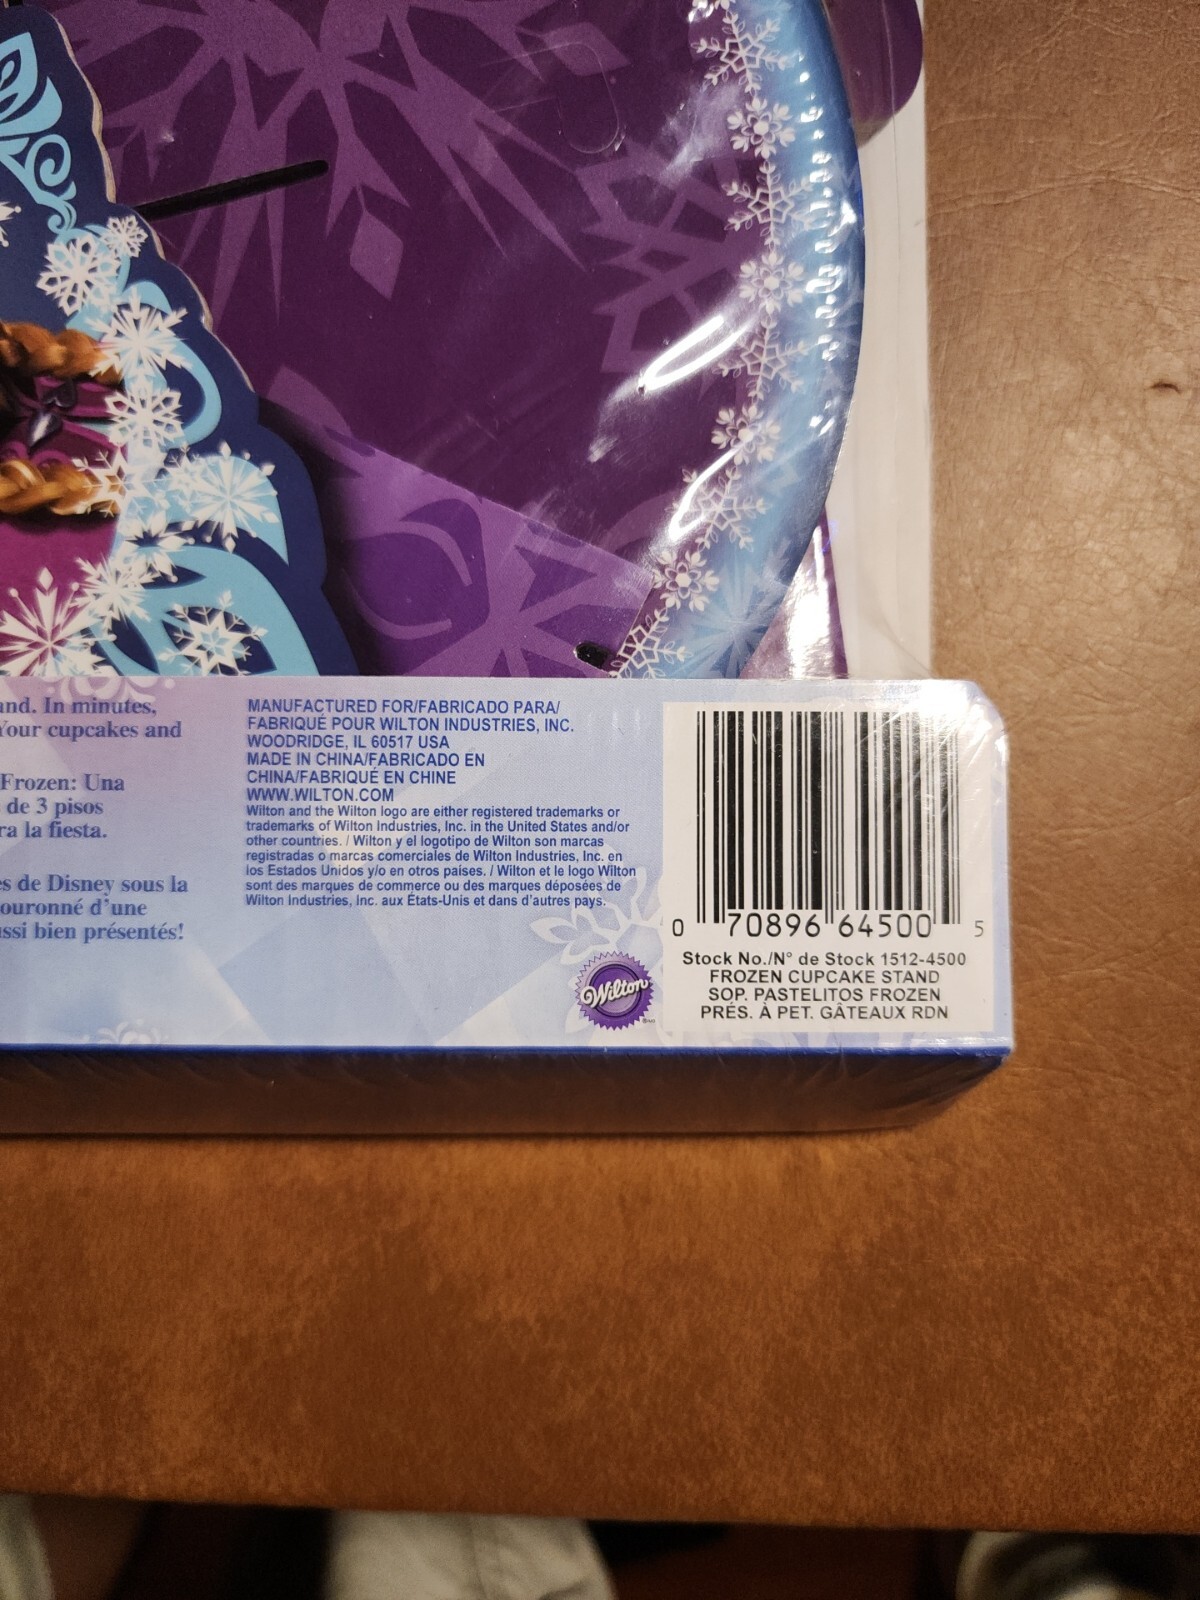 and. In minutes,
Your cupcakes and
Frozen: Una
de 3 pisos
ra la fiesta.
es de Disney sous la
ouronné d'une
ussi bien présentés!
MANUFACTURED FOR/FABRICADO PARA/
FABRIQUÉ POUR WILTON INDUSTRIES, INC.
WOODRIDGE, IL 60517 USA
MADE IN CHINA/FABRICADO EN
CHINA/FABRIQUÉ EN CHINE
WWW.WILTON.COM
Wilton and the Wilton logo are either registered trademarks or
trademarks of Wilton Industries, Inc. in the United States and/or
other countries. / Wilton y el logotipo de Wilton son marcas
registradas o marcas comerciales de Wilton Industries, Inc. en
los Estados Unidos y/o en otros países. / Wilton et le logo Wilton
sont des marques de commerce ou des marques déposées de
Wilton Industries, Inc. aux États-Unis et dans d'autres pays.
Wilton
0 70896 64500 5
Stock No./N° de Stock 1512-4500
FROZEN CUPCAKE STAND
SOP. PASTELITOS FROZEN
PRÉS. À PET. GÂTEAUX RDN